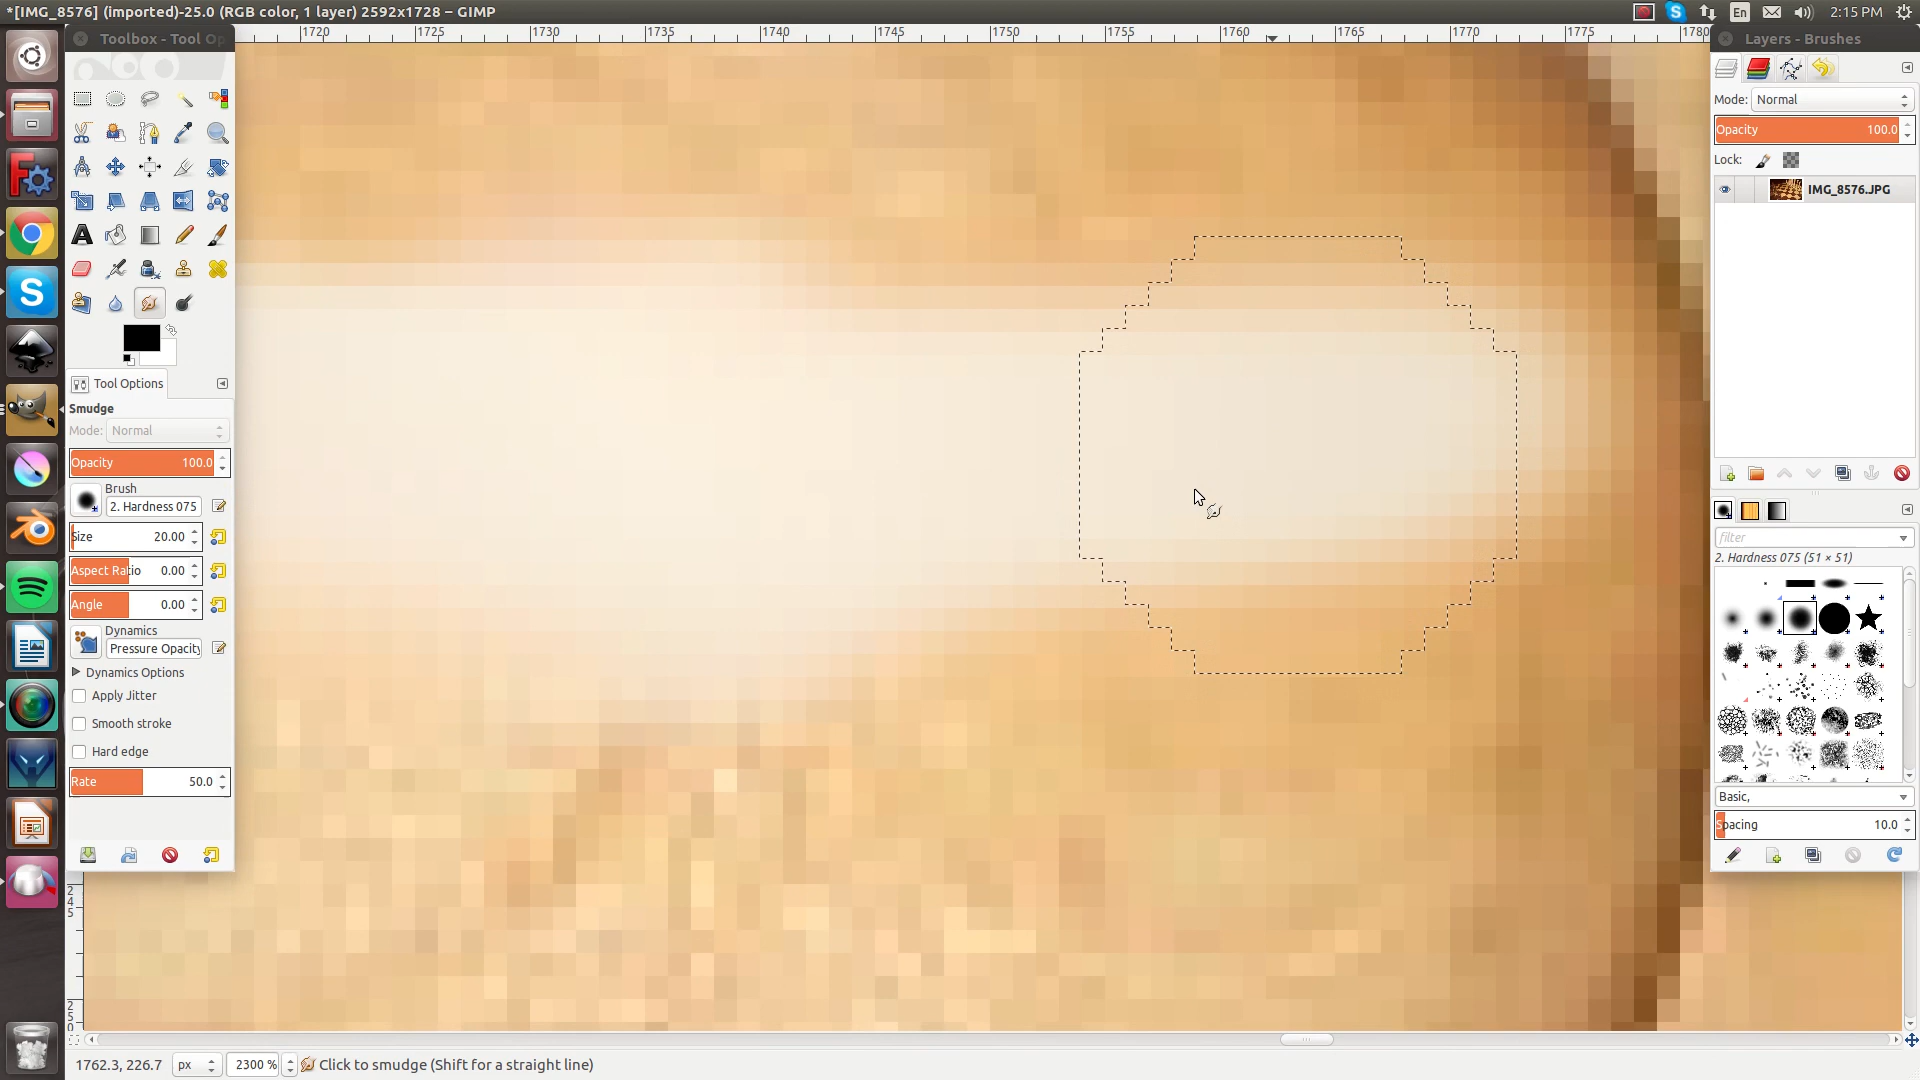 *[IMG_8576] (imported)-25.0 (RGB color, 1 layer) 2592x1728 – GIMP
En
2:15 PM
Toolbox - Tool Op
1720
1725
1730
1735
1740
1745
1750
1755
1760
1765
1770
1775
1780
Layers - Brushes
Mode: Normal
Opacity 100.0
Lock:
IMG_8576.JPG
Tool Options
Smudge
Mode: Normal
Opacity 100.0
Brush
2. Hardness 075
Size 20.00
Aspect Ratio 0.00
Angle 0.00
Dynamics
Pressure Opacity
Dynamics Options
Apply Jitter
Smooth stroke
Hard edge
Rate 50.0
filter
2. Hardness 075 (51 × 51)
Basic,
Spacing 10.0
245
250
1762.3, 226.7 px 2300 % Click to smudge (Shift for a straight line)